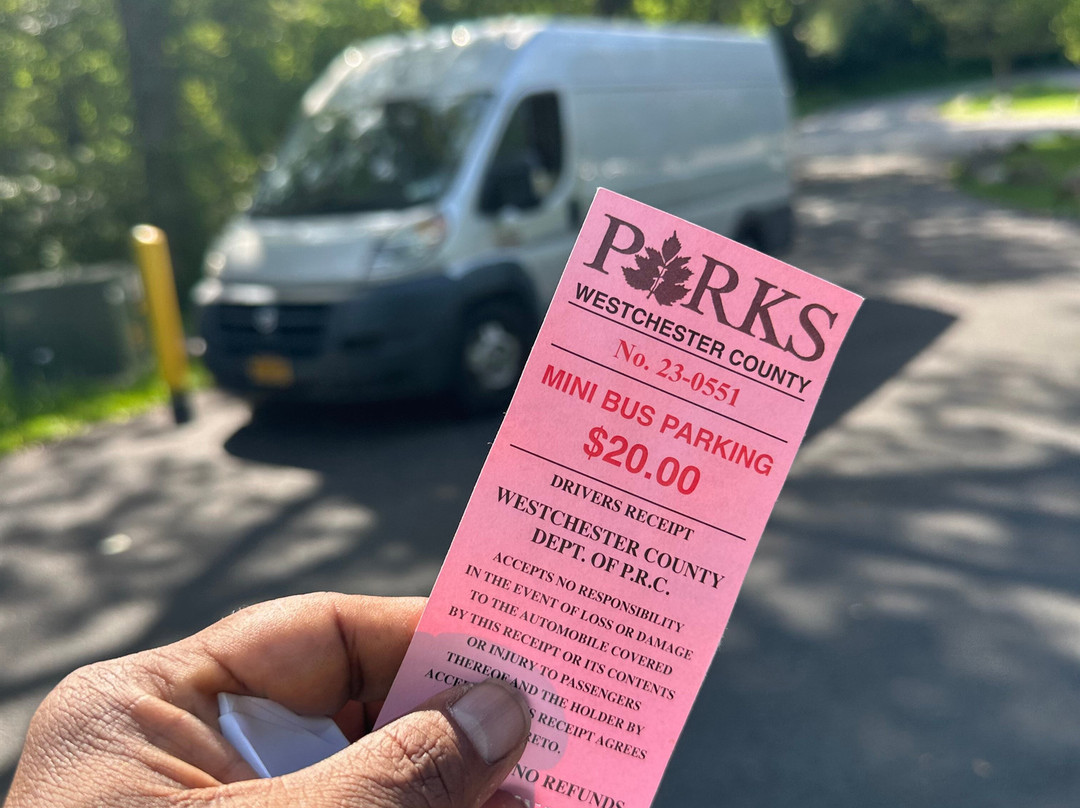 PARKS
WESTCHESTER COUNTY
No. 23-0551
MINI BUS PARKING
$20.00
DRIVERS RECEIPT
WESTCHESTER COUNTY
DEPT. OF P.R.C.
ACCEPTS NO RESPONSIBILITY
IN THE EVENT OF LOSS OR DAMAGE
TO THE AUTOMOBILE COVERED
BY THIS RECEIPT OR ITS CONTENTS
OR INJURY TO PASSENGERS
THEREOF AND THE HOLDER BY
RECEIPT AGREES
NO REFUNDS